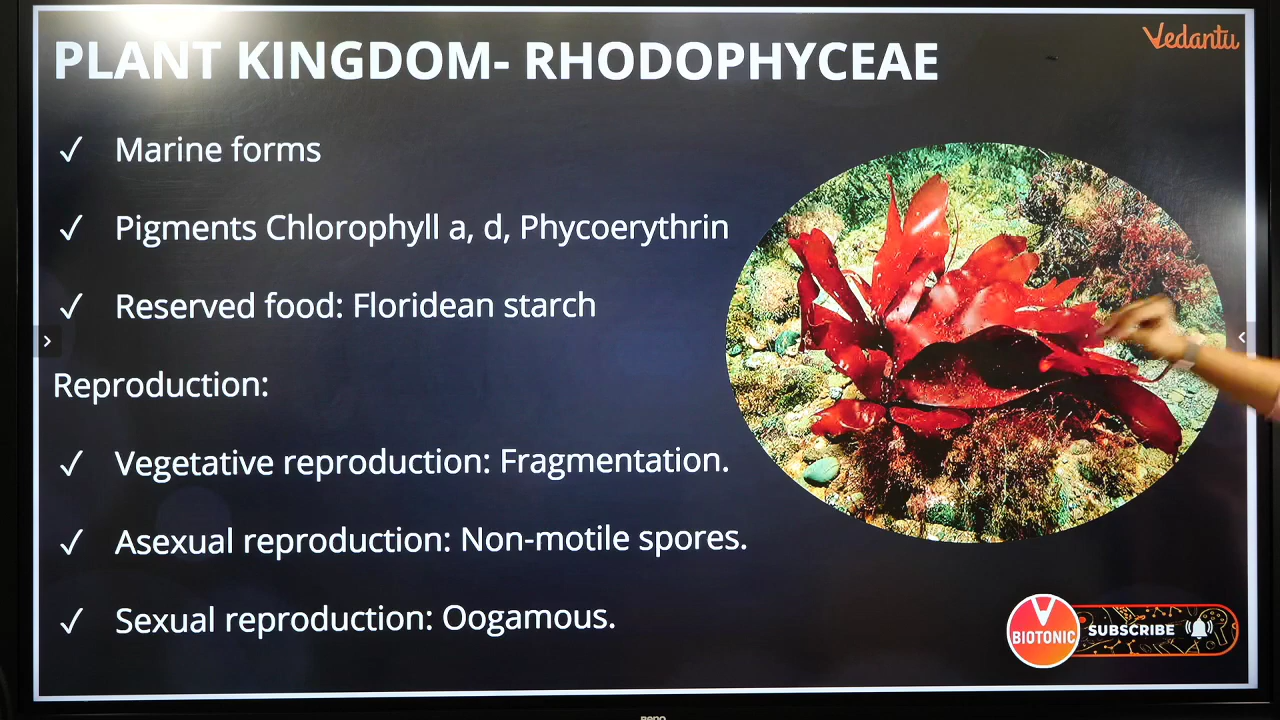 Vedantu
PLANT KINGDOM- RHODOPHYCEAE
✓ Marine forms
✓ Pigments Chlorophyll a, d, Phycoerythrin
✓ Reserved food: Floridean starch
Reproduction:
✓ Vegetative reproduction: Fragmentation.
✓ Asexual reproduction: Non-motile spores.
✓ Sexual reproduction: Oogamous.
BIOTONIC
SUBSCRIBE